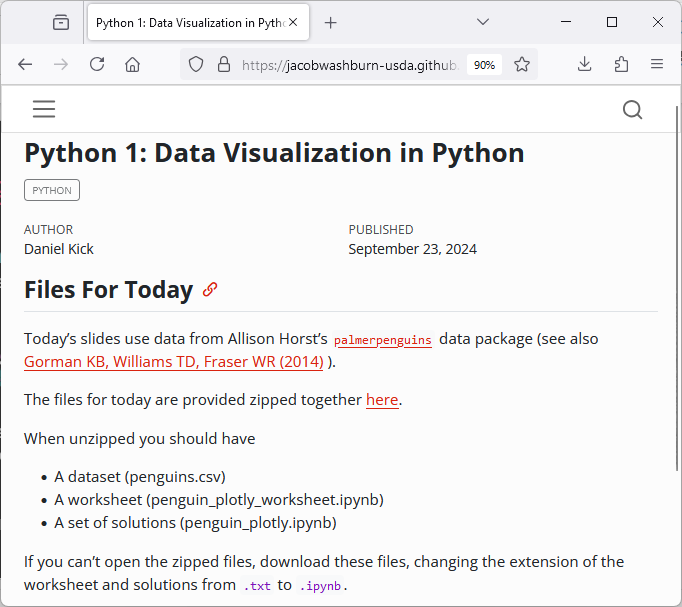 Python 1: Data Visualization in Pytho
https://jacobwashburn-usda.github.
90%
Python 1: Data Visualization in Python
PYTHON
AUTHOR
PUBLISHED
Daniel Kick
September 23, 2024
Files For Today
Today’s slides use data from Allison Horst’s palmerpenguins data package (see also
Gorman KB, Williams TD, Fraser WR (2014) ).
The files for today are provided zipped together here.
When unzipped you should have
• A dataset (penguins.csv)
• A worksheet (penguin_plotly_worksheet.ipynb)
• A set of solutions (penguin_plotly.ipynb)
If you can’t open the zipped files, download these files, changing the extension of the
worksheet and solutions from .txt to .ipynb.